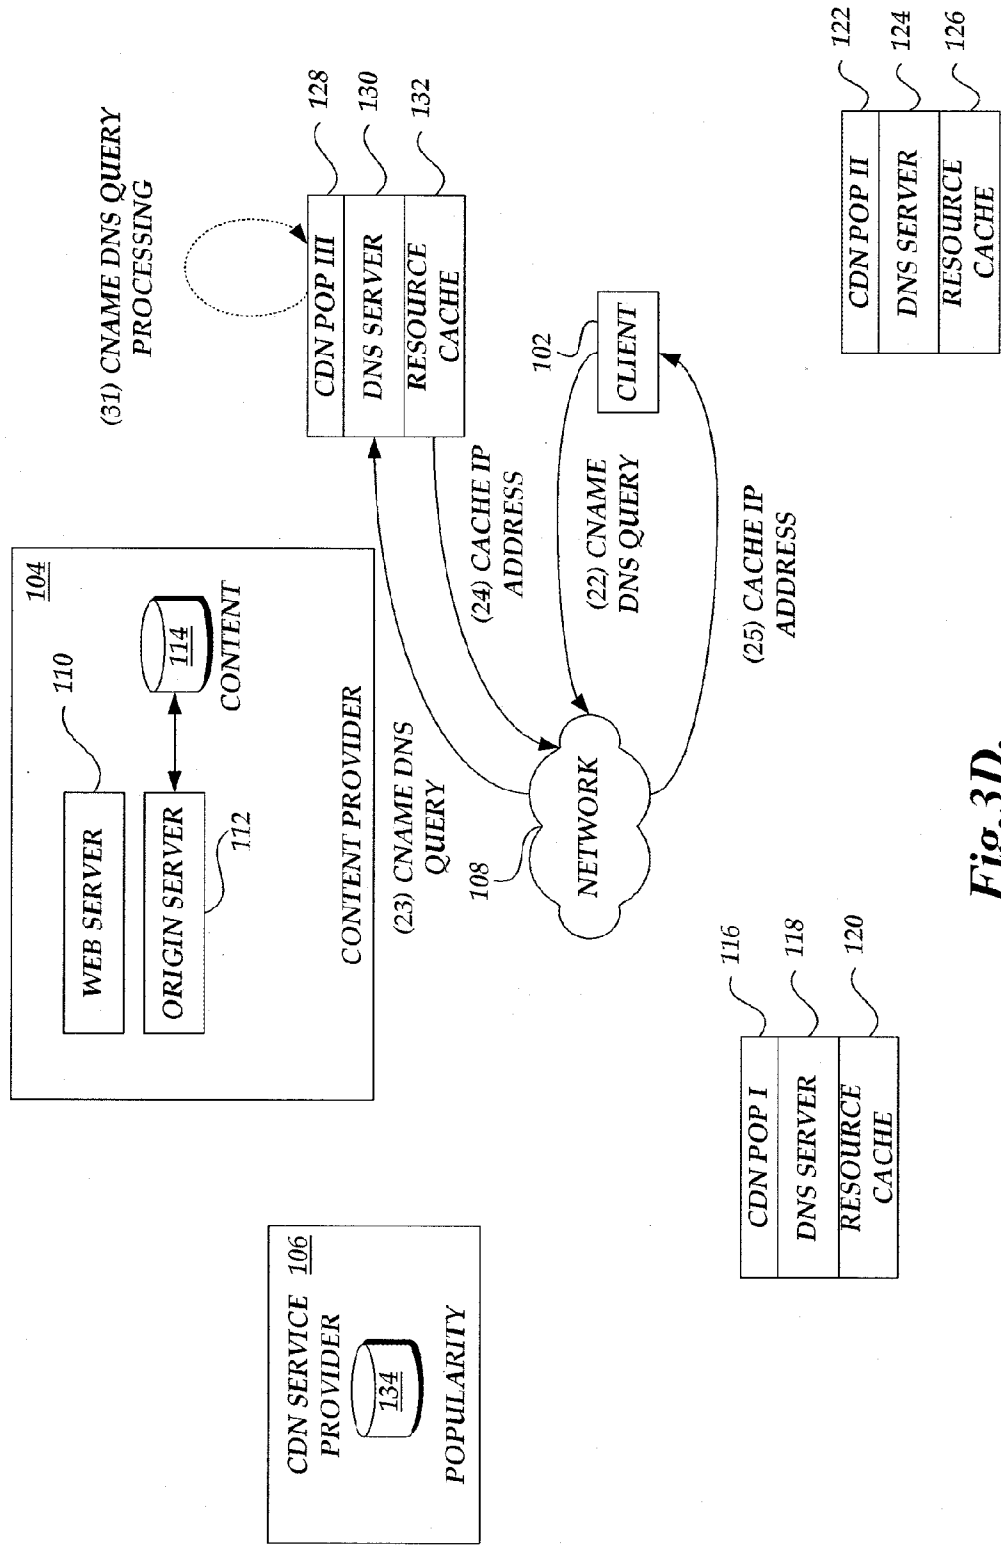 104
110
WEB SERVER
ORIGIN SERVER
112
114
CONTENT
CONTENT PROVIDER
CDN SERVICE
PROVIDER
106
134
POPULARITY
(31) CNAME DNS QUERY
PROCESSING
CDN POP III
DNS SERVER
RESOURCE
CACHE
128
130
132
(23) CNAME DNS
QUERY
(24) CACHE IP
ADDRESS
(22) CNAME
DNS QUERY
(25) CACHE IP
ADDRESS
102
CLIENT
108
NETWORK
CDN POP I
DNS SERVER
RESOURCE
CACHE
116
118
120
CDN POP II
DNS SERVER
RESOURCE
CACHE
122
124
126
Fig.3D.